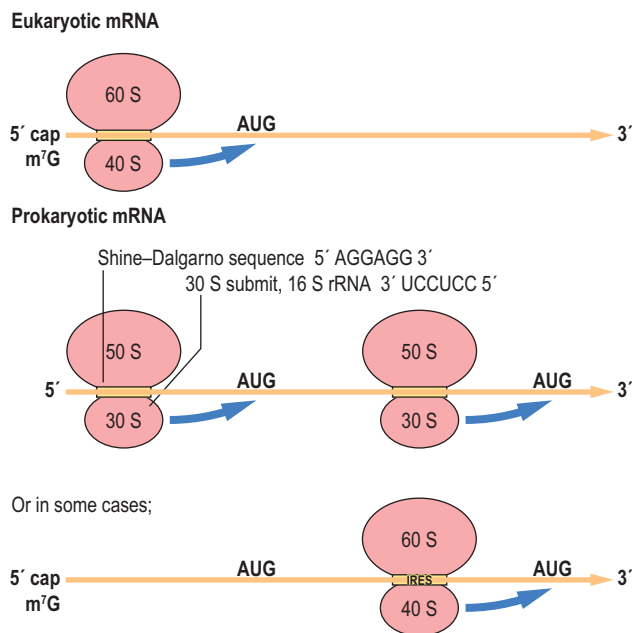 Eukaryotic mRNA
60 S
AUG
5´ cap
3´
m⁷G
40 S
Prokaryotic mRNA
Shine–Dalgarno sequence 5´ AGGAGG 3´
30 S submit, 16 S rRNA 3´ UCCUCC 5´
50 S
50 S
AUG
AUG
5´
3´
30 S
30 S
Or in some cases;
60 S
AUG
AUG
5´ cap
IRES
3´
m⁷G
40 S